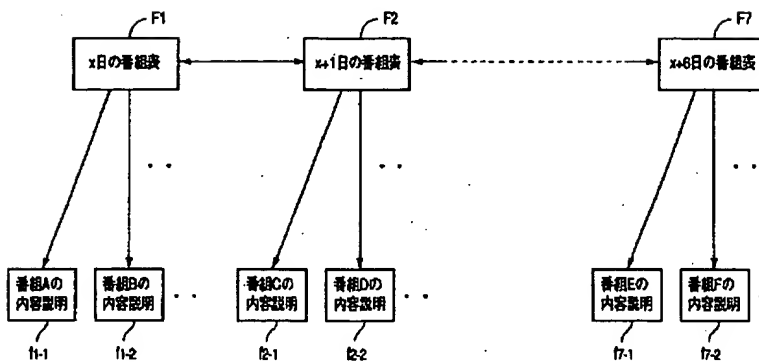 F1
F2
F7
x日の番組表
x+1日の番組表
x+6日の番組表
番組Aの
内容説明
番組Bの
内容説明
番組Cの
内容説明
番組Dの
内容説明
番組Eの
内容説明
番組Fの
内容説明
f1-1
f1-2
f2-1
f2-2
f7-1
f7-2